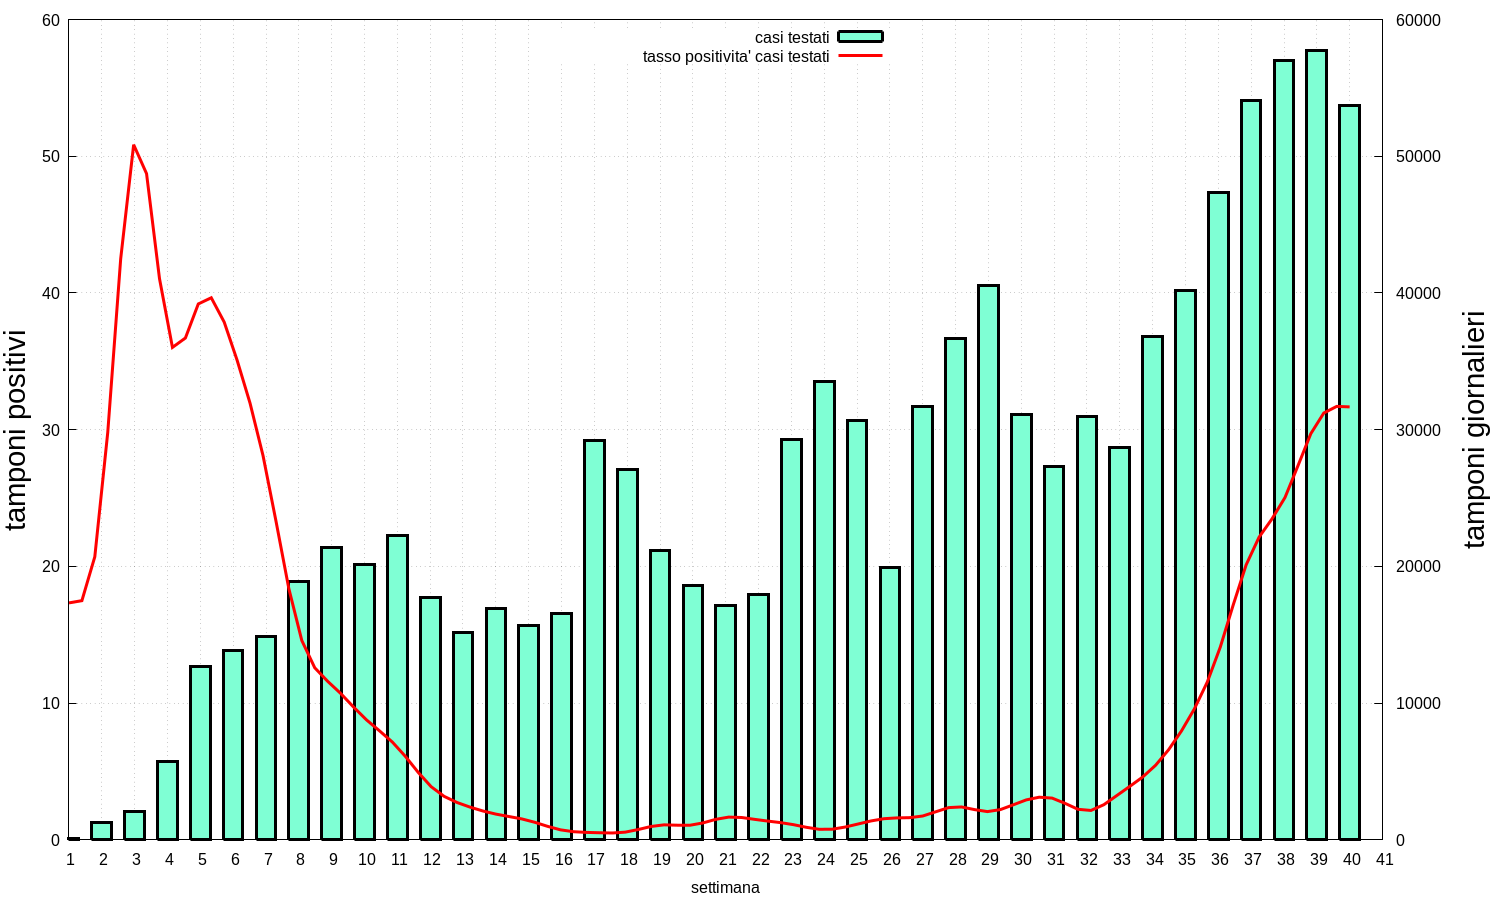 casi testati
tasso positivita' casi testati
60
50
40
30
20
10
0
60000
50000
40000
30000
20000
10000
0
tamponi positivi
tamponi giornalieri
1 2 3 4 5 6 7 8 9 10 11 12 13 14 15 16 17 18 19 20 21 22 23 24 25 26 27 28 29 30 31 32 33 34 35 36 37 38 39 40 41
settimana